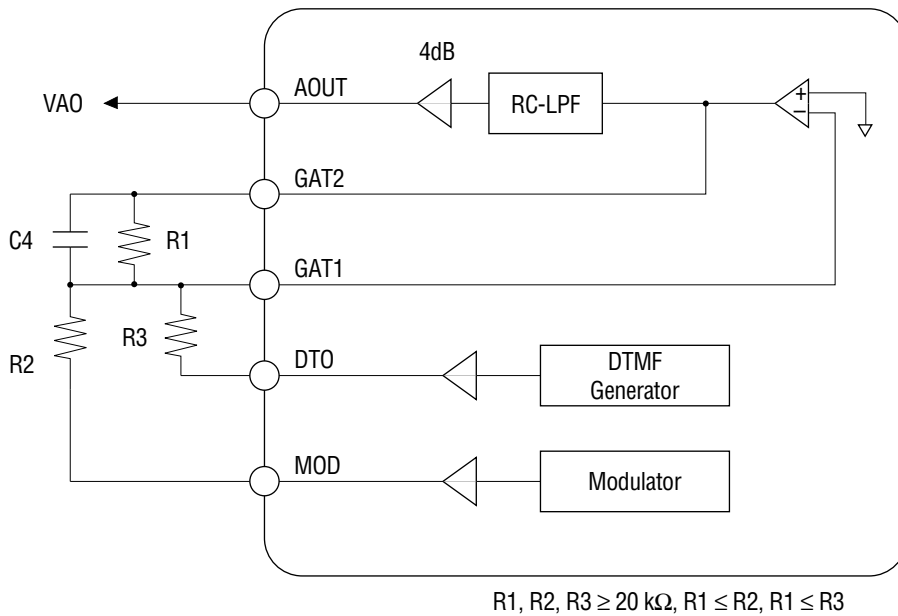 4dB
VAO
AOUT
RC-LPF
+
−
GAT2
C4
R1
GAT1
R2
R3
DTO
DTMF
Generator
MOD
Modulator
R1, R2, R3 ≥ 20 kΩ, R1 ≤ R2, R1 ≤ R3